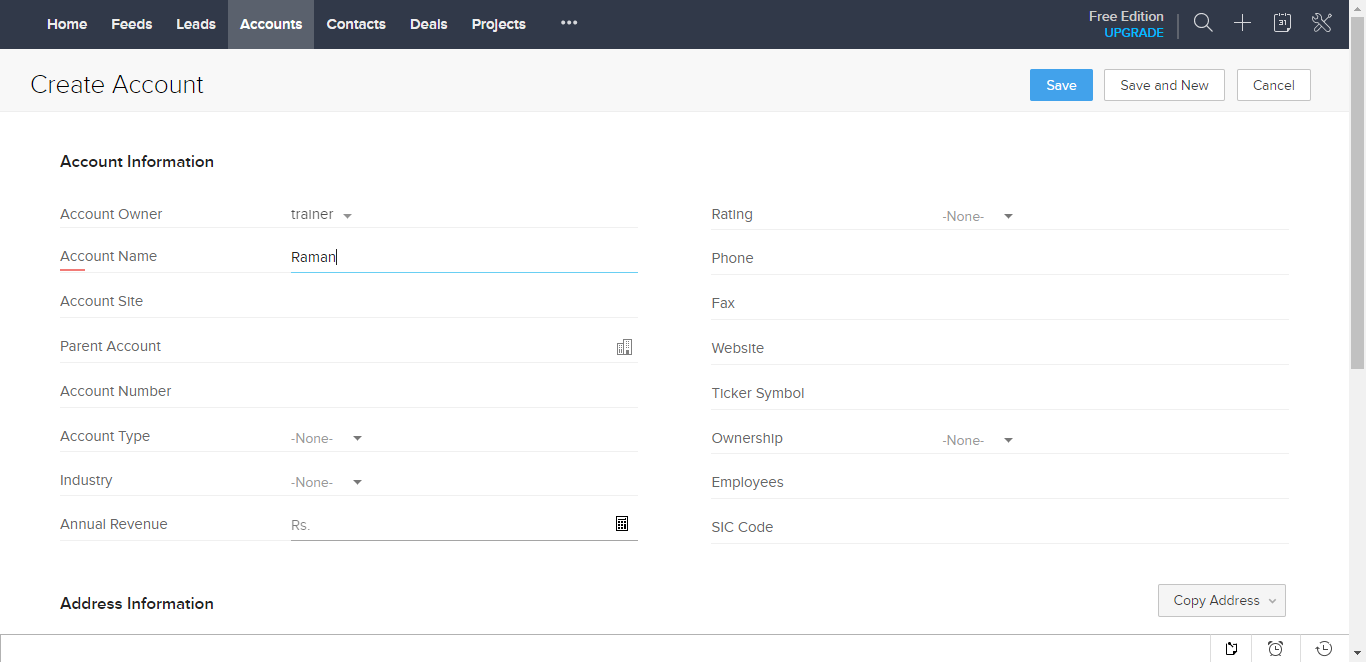 Home Feeds Leads Accounts Contacts Deals Projects ••• Free Edition
UPGRADE
31
Create Account Save Save and New Cancel
Account Information
Account Owner trainer Rating -None-
Account Name Raman Phone
Account Site Fax
Parent Account Website
Account Number Ticker Symbol
Account Type -None- Ownership -None-
Industry -None- Employees
Annual Revenue Rs. SIC Code
Address Information Copy Address